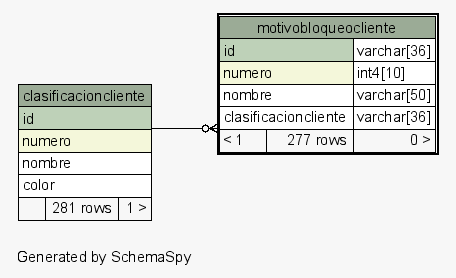 motivobloqueocliente
id varchar[36]
numero int4[10]
nombre varchar[50]
clasificacioncliente varchar[36]
< 1 277 rows 0 >
clasificacioncliente
id
numero
nombre
color
281 rows 1 >
Generated by SchemaSpy